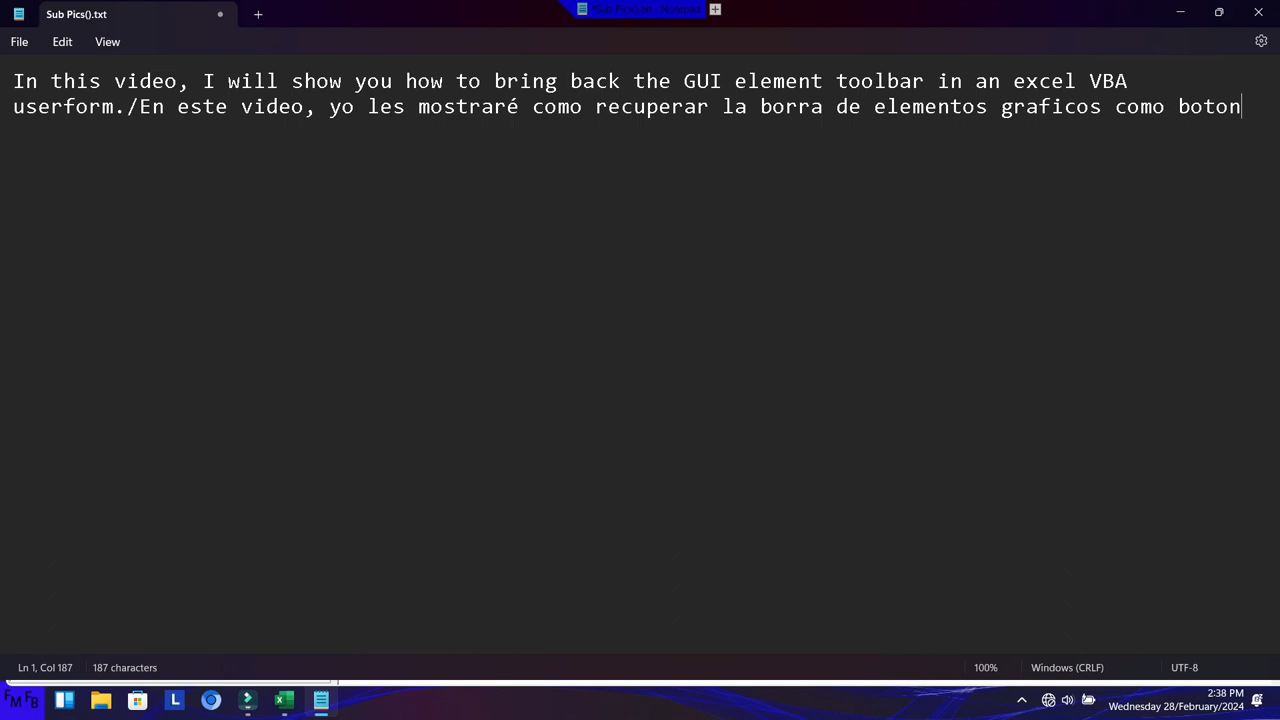 Sub Pics().txt
File Edit View
In this video, I will show you how to bring back the GUI element toolbar in an excel VBA
userform./En este video, yo les mostraré como recuperar la borra de elementos graficos como boton
Ln 1, Col 187 187 characters 100% Windows (CRLF) UTF-8
2:38 PM
Wednesday 28/February/2024